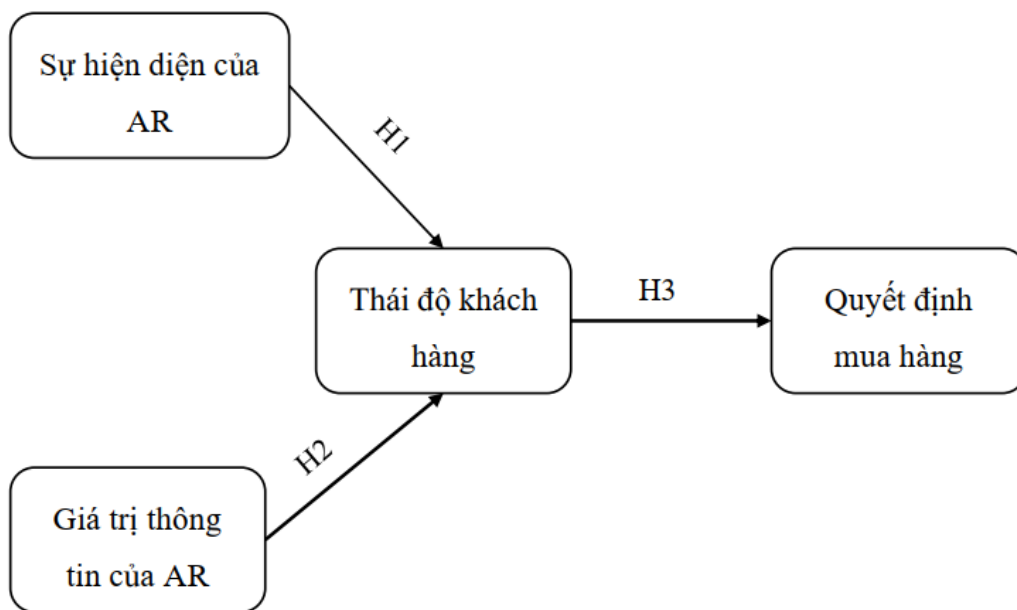 Sự hiện diện của
AR
H1
Thái độ khách
hàng
H3
Quyết định
mua hàng
H2
Giá trị thông
tin của AR